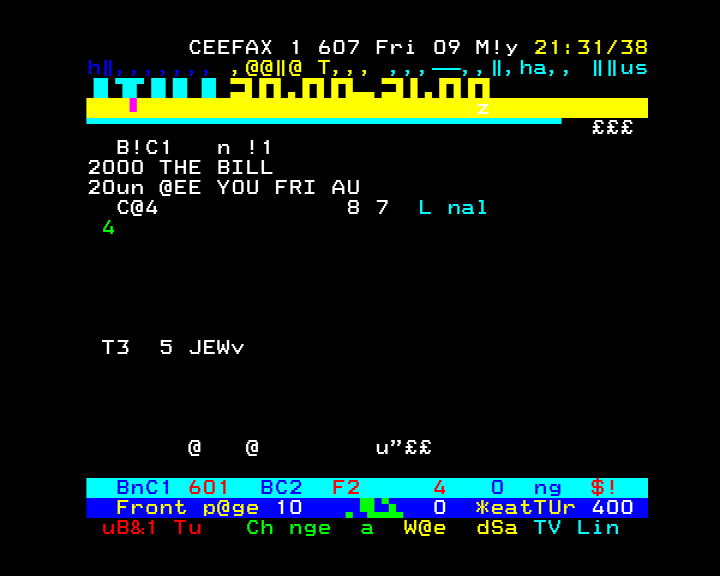 CEEFAX 1 607 Fri 09 M!y 21:31/38
h‖,,,,,,, ,@@‖@ T,,, ,,,——,,‖,ha,, ‖‖us
z
£££
B!C1 n !1
2000 THE BILL
20un @EE YOU FRI AU
C@4 8 7 L nal
4
T3 5 JEWv
@ @ u”££
BnC1 601 BC2 F2 4 O ng $!
Front p@ge 10 0 *eatTUr 400
uB&1 Tu Ch nge a W@e dSa TV Lin